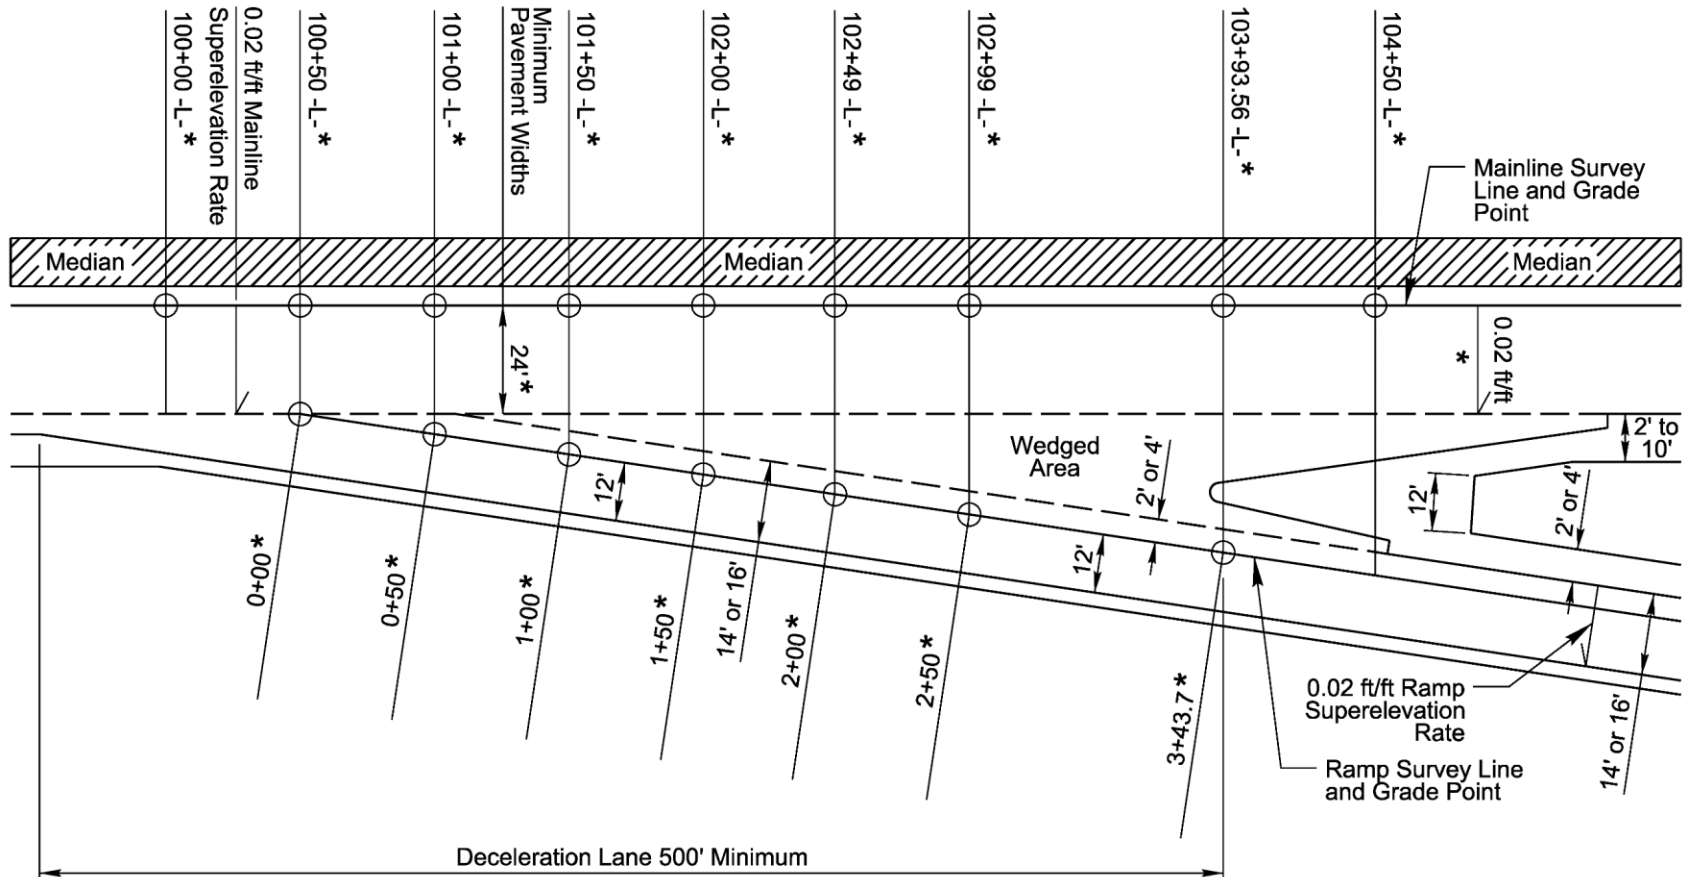 100+00 -L-*
0.02 ft/ft Mainline
Superelevation Rate
100+50 -L-*
101+00 -L-*
Minimum
Pavement Widths
101+50 -L-*
102+00 -L-*
102+49 -L-*
102+99 -L-*
103+93.56 -L-*
104+50 -L-*
Mainline Survey
Line and Grade
Point
Median
Median
Median
24'*
*
0.02 ft/ft
Wedged
Area
2' to
10'
12'
2' or 4'
12'
2' or 4'
12'
0+00*
0+50*
1+00*
1+50*
14' or 16'
2+00*
2+50*
3+43.7*
0.02 ft/ft Ramp
Superelevation
Rate
14' or 16'
Ramp Survey Line
and Grade Point
Deceleration Lane 500' Minimum